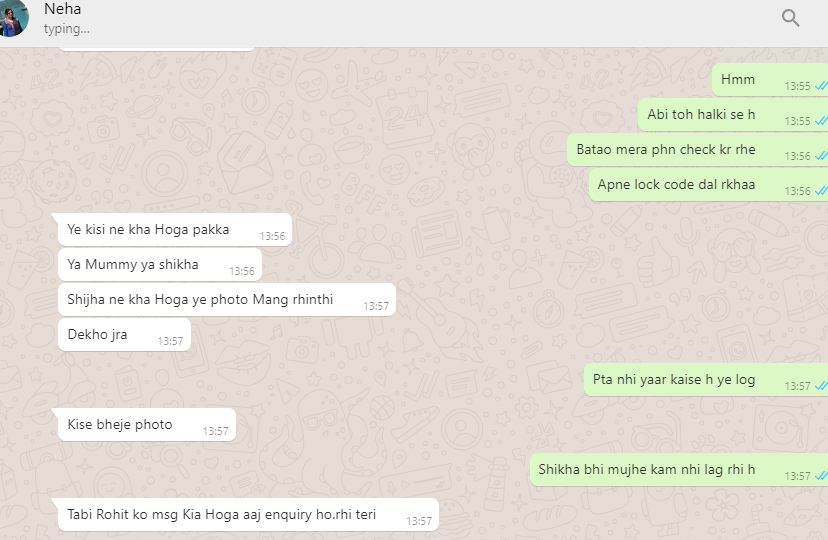 Neha
typing...
Hmm
13:55
Abi toh halki se h
13:55
Batao mera phn check kr rhe
13:56
Apne lock code dal rkhaa
13:56
Ye kisi ne kha Hoga pakka
13:56
Ya Mummy ya shikha
13:56
Shijha ne kha Hoga ye photo Mang rhinthi
13:57
Dekho jra
13:57
Pta nhi yaar kaise h ye log
13:57
Kise bheje photo
13:57
Shikha bhi mujhe kam nhi lag rhi h
13:57
Tabi Rohit ko msg Kia Hoga aaj enquiry ho.rhi teri
13:57